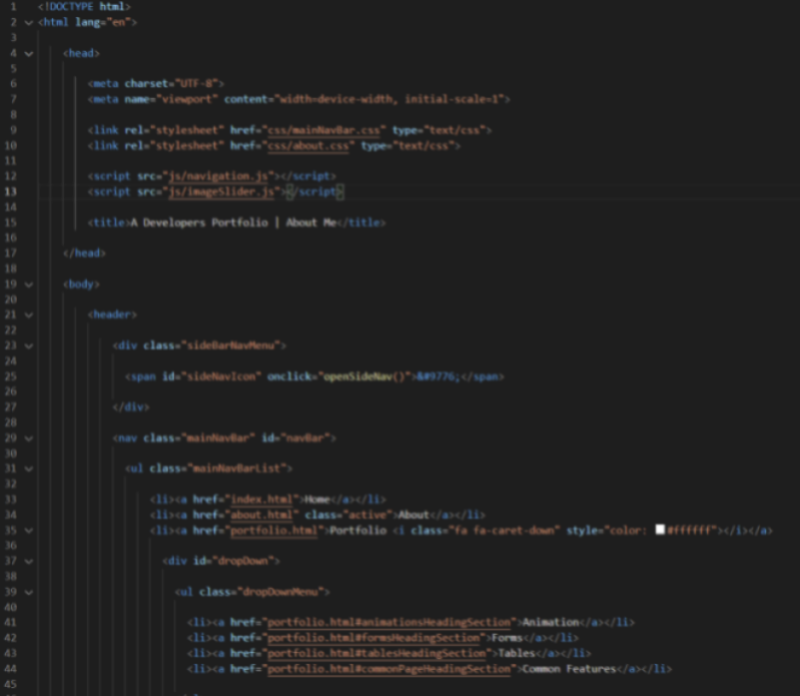 1 <!DOCTYPE html>
2 <html lang="en">
3
4 <head>
5
6 <meta charset="UTF-8">
7 <meta name="viewport" content="width=device-width, initial-scale=1">
8
9 <link rel="stylesheet" href="css/mainNavBar.css" type="text/css">
10 <link rel="stylesheet" href="css/about.css" type="text/css">
11
12 <script src="js/navigation.js"></script>
13 <script src="js/imageSlider.js"></script>
14
15 <title>A Developers Portfolio | About Me</title>
16
17 </head>
18
19 <body>
20
21 <header>
22
23 <div class="sideBarNavMenu">
24
25 <span id="sideNavIcon" onclick="openSideNav()">&#9776;</span>
26
27 </div>
28
29 <nav class="mainNavBar" id="navBar">
30
31 <ul class="mainNavBarList">
32
33 <li><a href="index.html">Home</a></li>
34 <li><a href="about.html" class="active">About</a></li>
35 <li><a href="portfolio.html">Portfolio <i class="fa fa-caret-down" style="color: #ffffff"></i></a>
36
37 <div id="dropDown">
38
39 <ul class="dropDownMenu">
40
41 <li><a href="portfolio.html#animationsHeadingSection">Animation</a></li>
42 <li><a href="portfolio.html#formsHeadingSection">Forms</a></li>
43 <li><a href="portfolio.html#tablesHeadingSection">Tables</a></li>
44 <li><a href="portfolio.html#commonPageHeadingSection">Common Features</a></li>
45